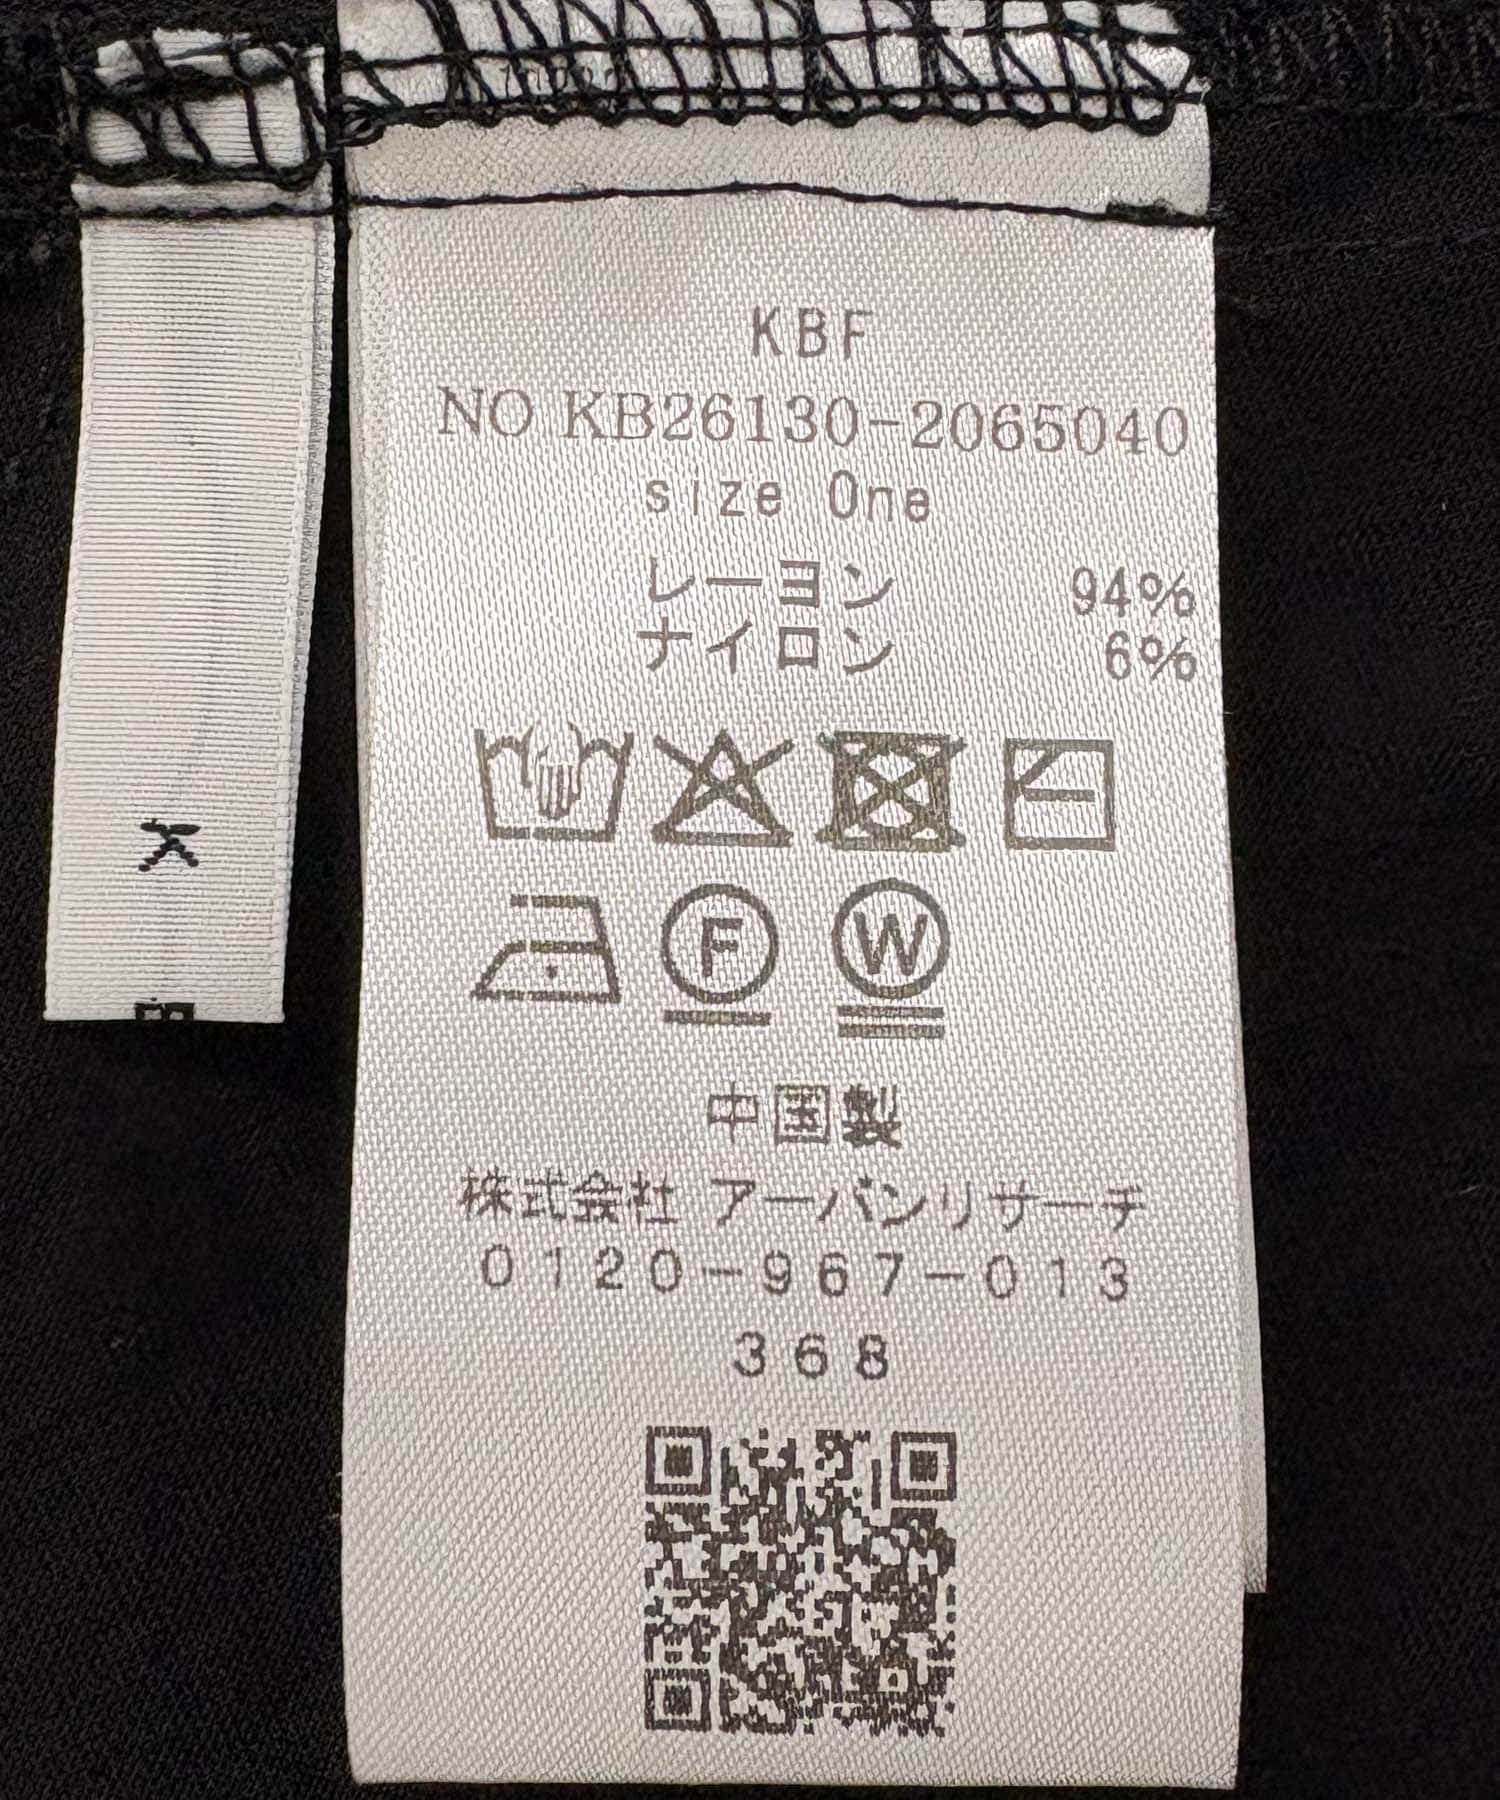 KBF
NO KB26130-2065040
size One
レーヨン 94%
ナイロン 6%
F W
中国製
株式会社 アーバンリサーチ
0120-967-013
368